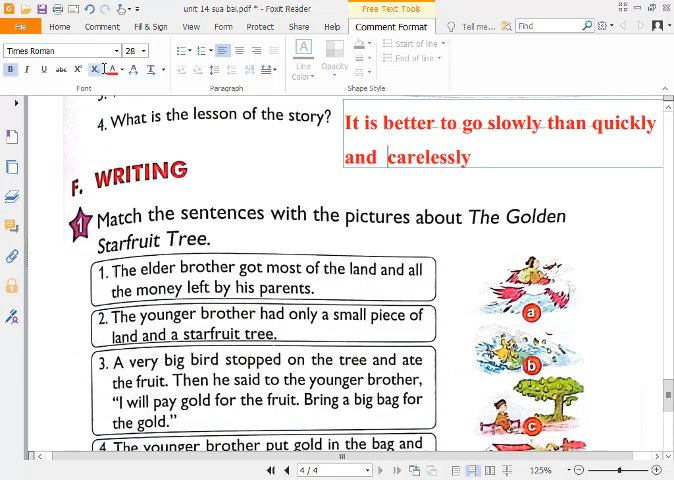 unit 14 sua bai.pdf * - Foxit Reader
Free Text Tools
File Home Comment Fill & Sign View Form Protect Share Connect Help Comment Format Tell me... Find
Times Roman 28
Line Color Opacity
Start of line
End of line
Font Paragraph Shape Style
4. What is the lesson of the story?
It is better to go slowly than quickly
and carelessly
F. WRITING
1 Match the sentences with the pictures about The Golden
Starfruit Tree.
1. The elder brother got most of the land and all
the money left by his parents.
2. The younger brother had only a small piece of
land and a starfruit tree.
3. A very big bird stopped on the tree and ate
the fruit. Then he said to the younger brother,
“I will pay gold for the fruit. Bring a big bag for
the gold.”
4. The younger brother put gold in the bag and
a
b
c
4 / 4
125%